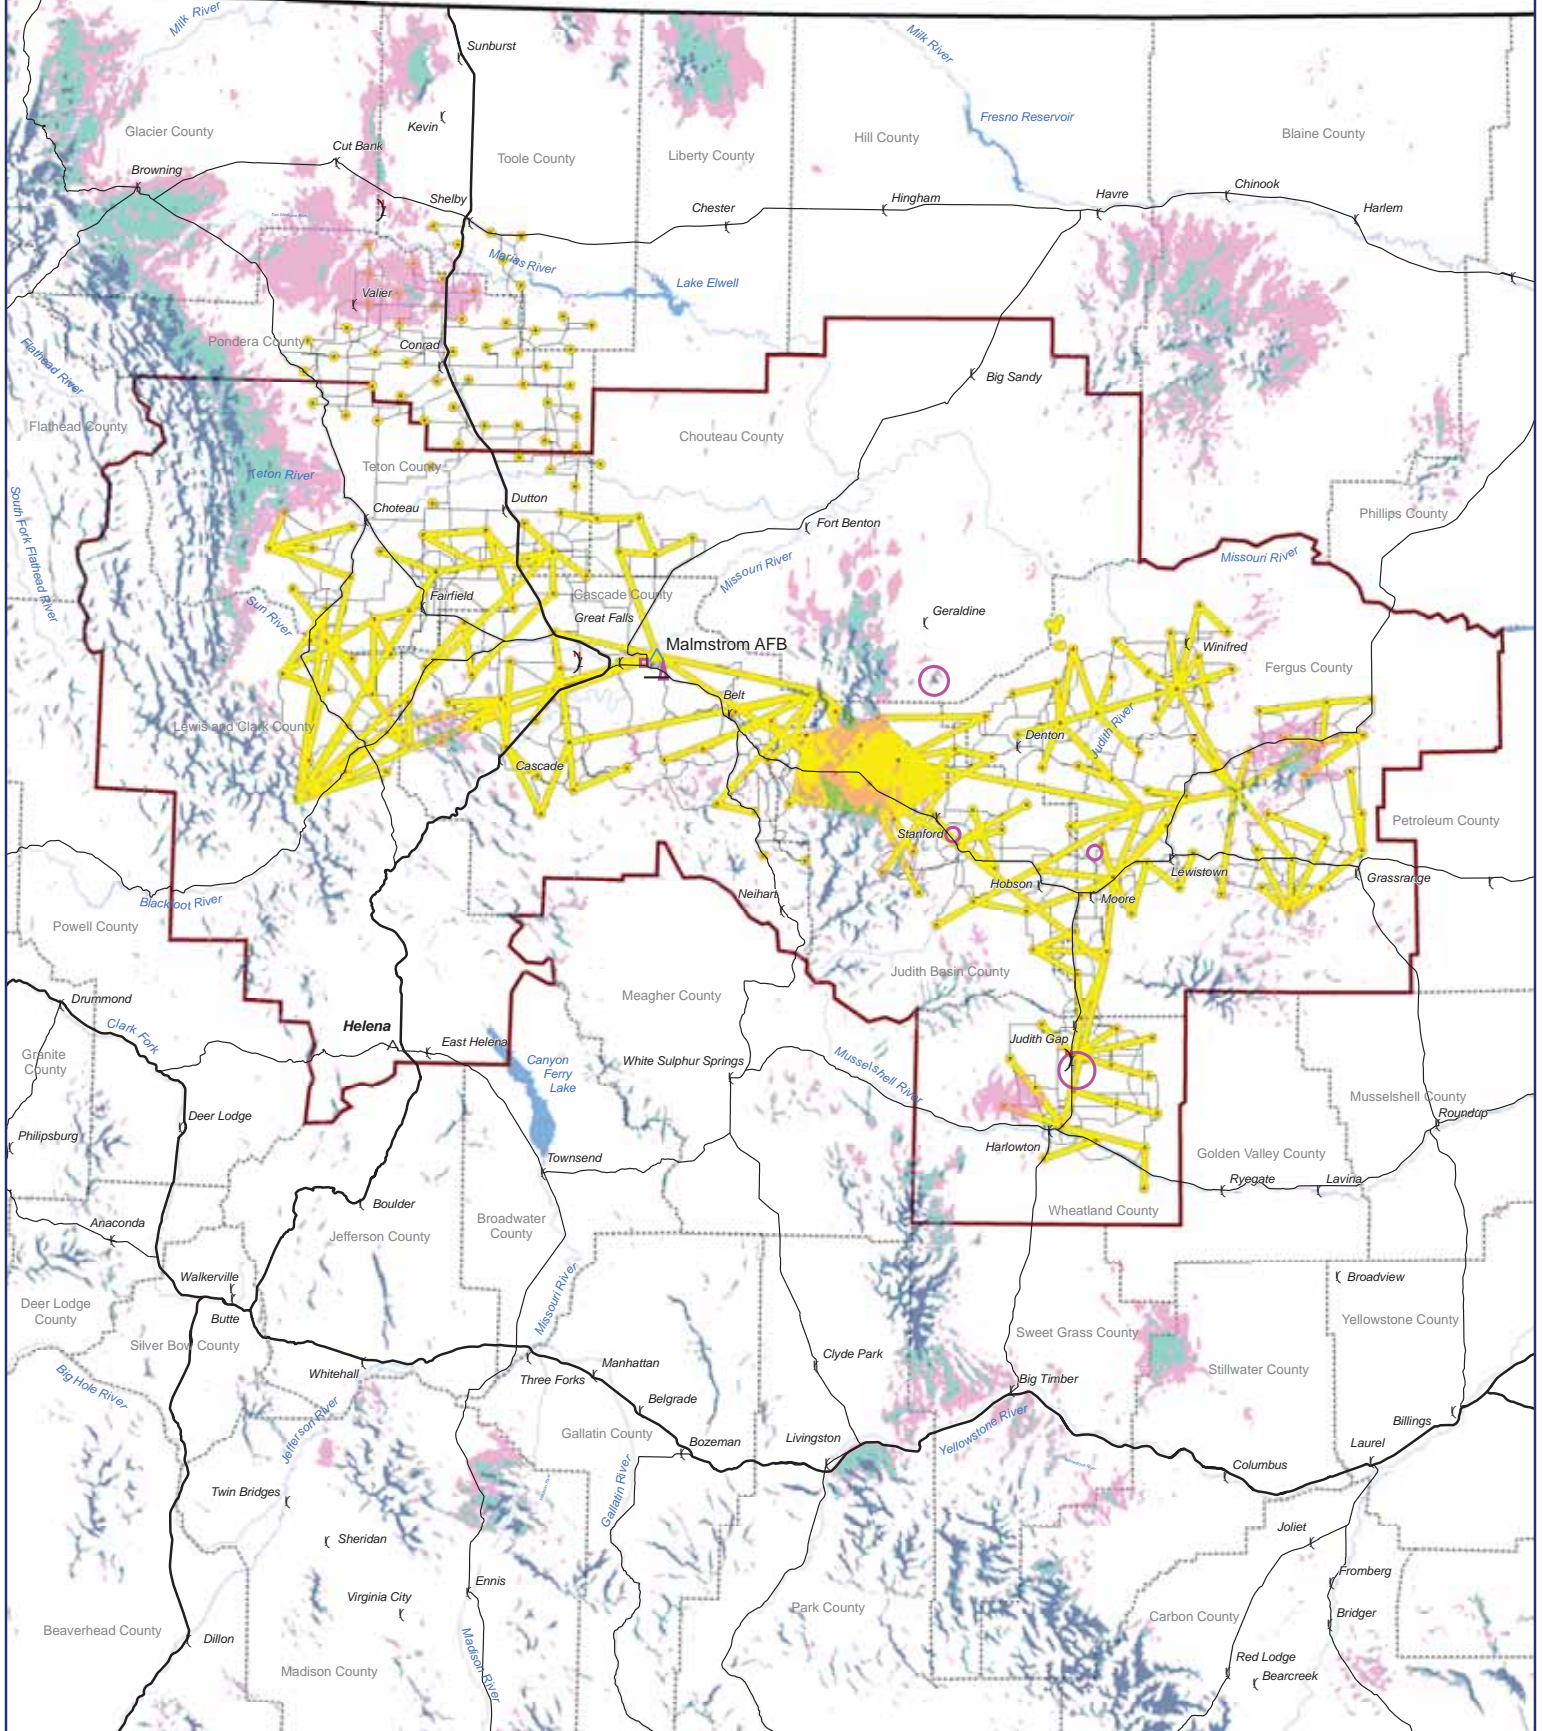 Milk River
Milk River
Sunburst
Fresno Reservoir
Kevin
Glacier County
Hill County
Blaine County
Cut Bank
Toole County
Liberty County
Browning
Chinook
Shelby
Chester
Hingham
Havre
Harlem
Marias River
Lake Elwell
Valier
Pondera County
Conrad
Flathead River
Big Sandy
Flathead County
Chouteau County
Teton County
Teton River
Dutton
Choteau
Phillips County
Fort Benton
South Fork Flathead River
Missouri River
Missouri River
Fairfield
Cascade County
Sun River
Great Falls
Geraldine
Malmstrom AFB
Winifred
Fergus County
Belt
Lewis and Clark County
Judith River
Denton
Cascade
Petroleum County
Stanford
Lewistown
Grassrange
Hobson
Neihart
Moore
Blackfoot River
Powell County
Judith Basin County
Meagher County
Drummond
Clark Fork
Helena
East Helena
Judith Gap
Granite
County
Canyon
Ferry
Lake
White Sulphur Springs
Musselshell River
Musselshell County
Deer Lodge
Roundup
Philipsburg
Harlowton
Golden Valley County
Townsend
Ryegate
Lavina
Boulder
Wheatland County
Anaconda
Broadwater
County
Jefferson County
Walkerville
Broadview
Deer Lodge
County
Missouri River
Butte
Yellowstone County
Sweet Grass County
Silver Bow County
Clyde Park
Stillwater County
Whitehall
Manhattan
Three Forks
Big Timber
Big Hole River
Belgrade
Jefferson River
Gallatin County
Yellowstone River
Billings
Bozeman
Livingston
Laurel
Columbus
Twin Bridges
Gallatin River
Joliet
Sheridan
Fromberg
Ennis
Virginia City
Park County
Carbon County
Bridger
Beaverhead County
Dillon
Madison River
Red Lodge
Madison County
Bearcreek